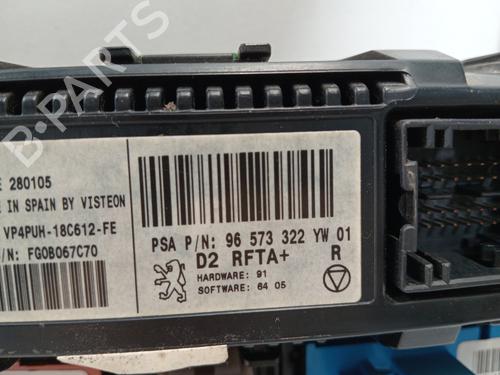 E 280105
E IN SPAIN BY VISTEON
VP4PUH-18C612-FE
/N: FG0B067C70
PSA P/N: 96 573 322 YW 01
D2 RFTA+ R
HARDWARE: 91
SOFTWARE: 64 05
B-PARTS